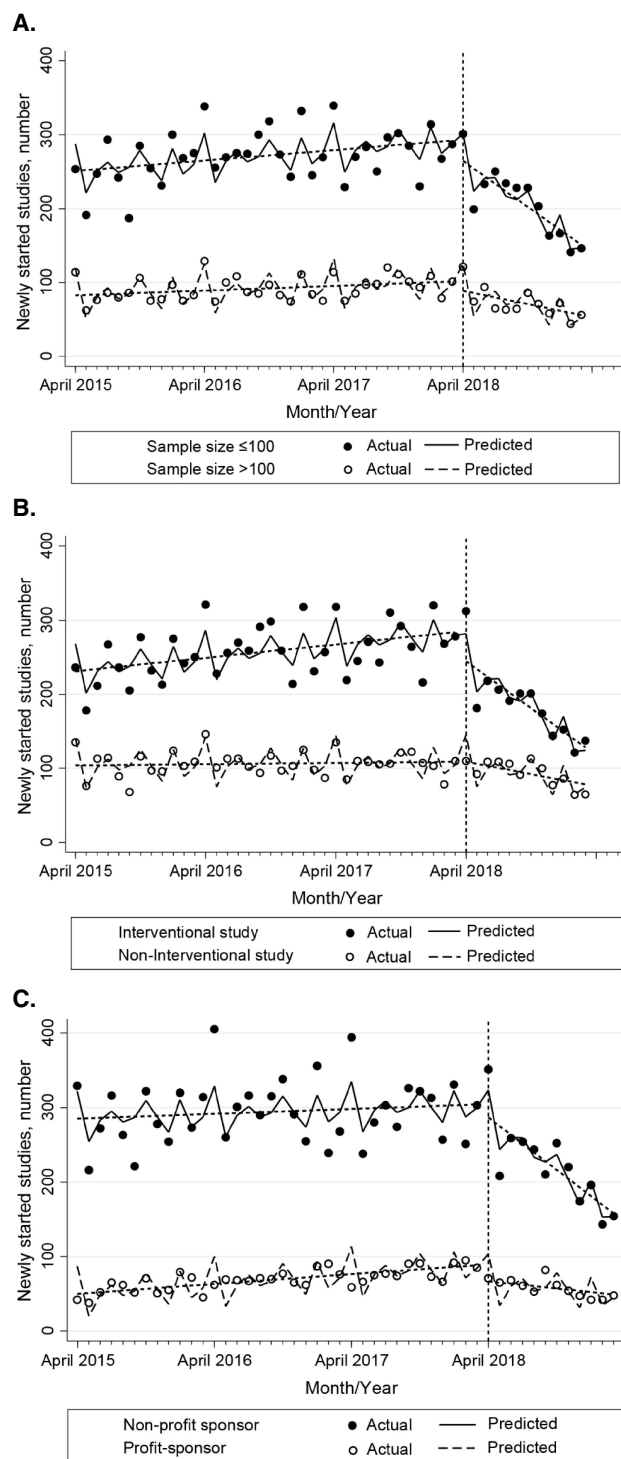 A.
Newly started studies, number
400
300
200
100
0
April 2015 April 2016 April 2017 April 2018
Month/Year
Sample size ≤100 Actual Predicted
Sample size >100 Actual Predicted
B.
Newly started studies, number
400
300
200
100
0
April 2015 April 2016 April 2017 April 2018
Month/Year
Interventional study Actual Predicted
Non-Interventional study Actual Predicted
C.
Newly started studies, number
400
300
200
100
0
April 2015 April 2016 April 2017 April 2018
Month/Year
Non-profit sponsor Actual Predicted
Profit-sponsor Actual Predicted